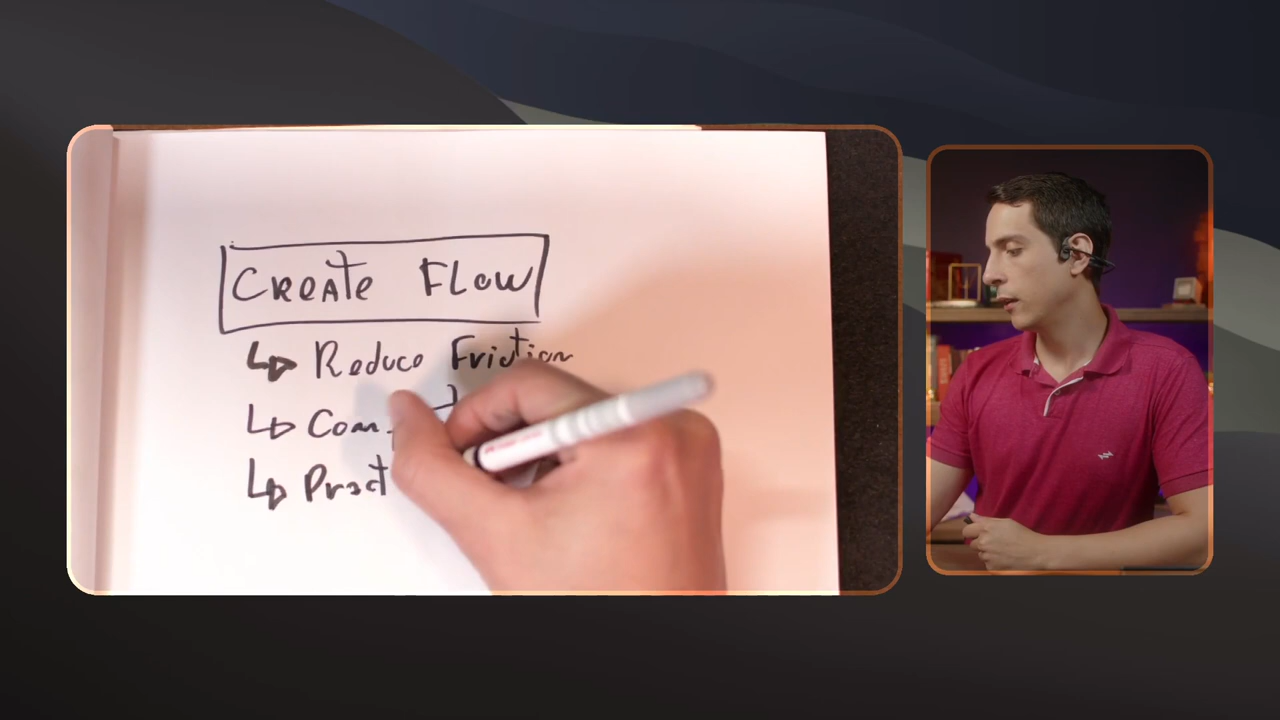 CREATE FLOW
↳ Reduce Friction
↳
↳